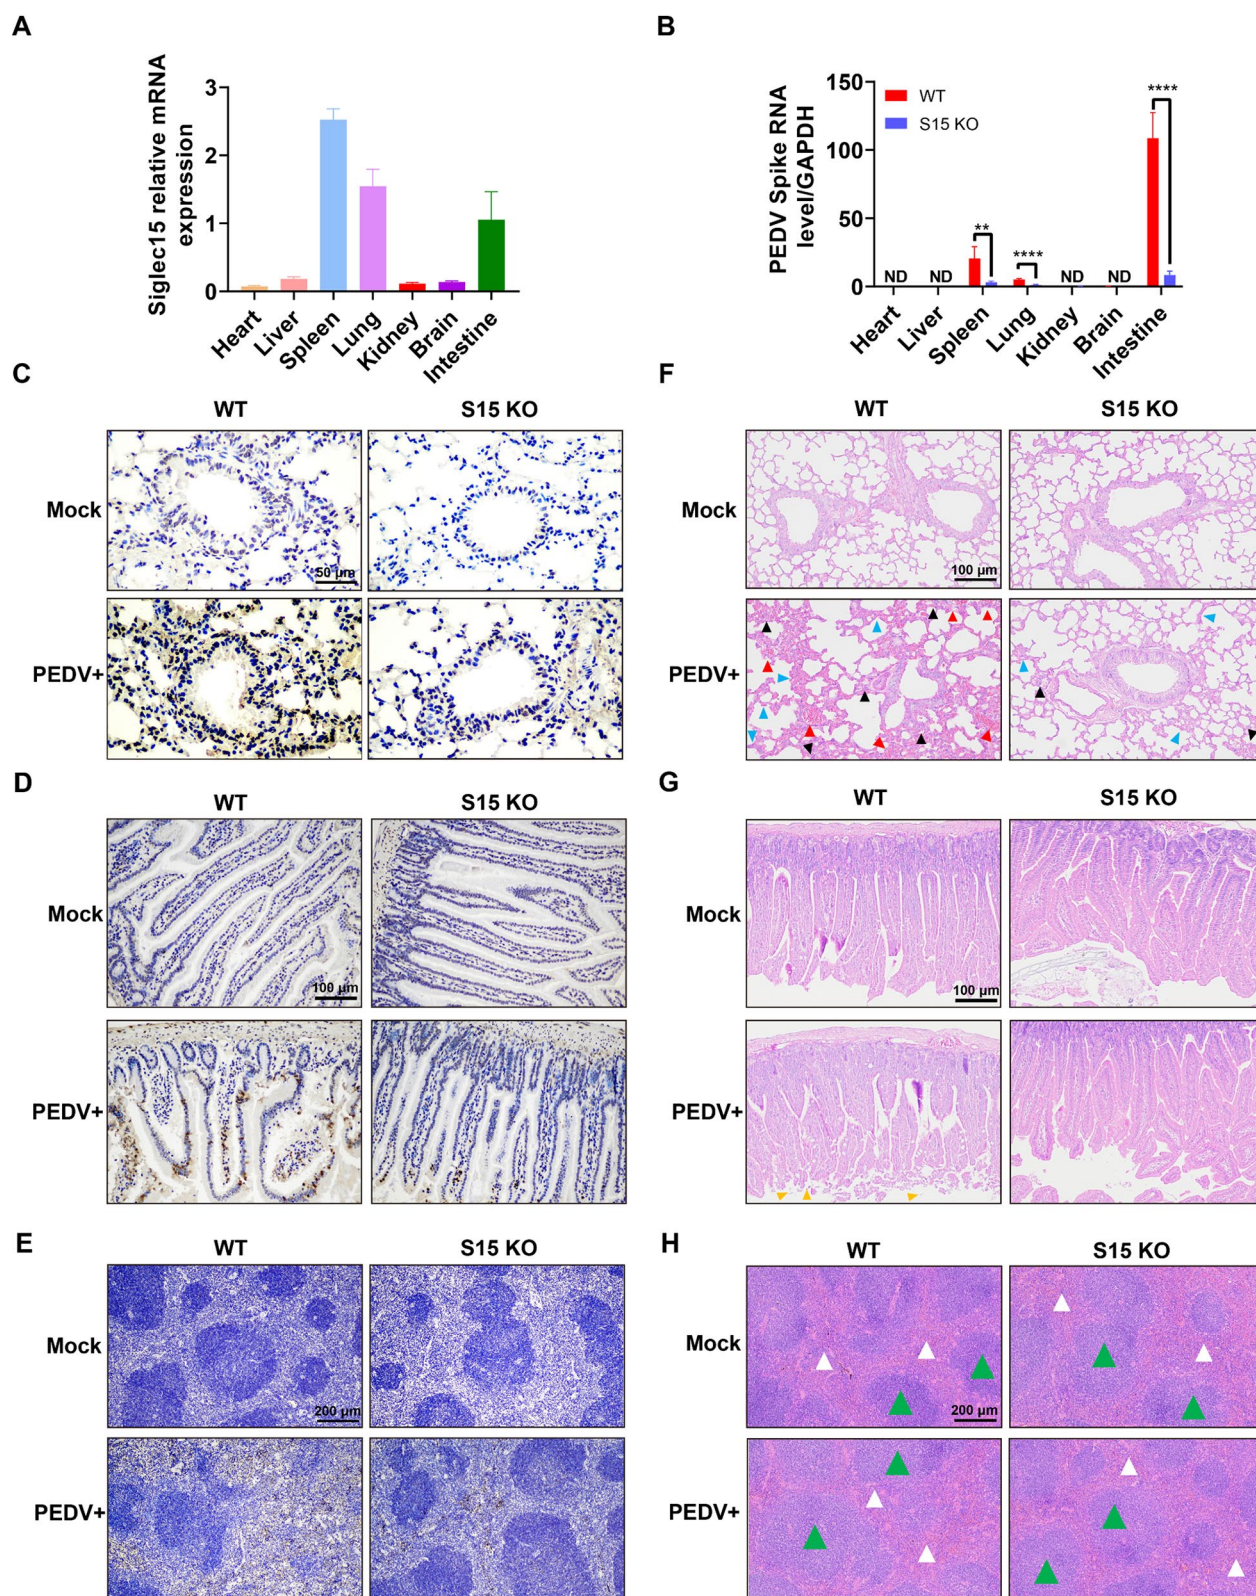 A
Siglec15 relative mRNA
expression
3
2
1
0
Heart
Liver
Spleen
Lung
Kidney
Brain
Intestine
B
PEDV Spike RNA
level/GAPDH
150
100
50
0
WT
S15 KO
ND
ND
**
****
ND
ND
****
Heart
Liver
Spleen
Lung
Kidney
Brain
Intestine
C
WT
S15 KO
Mock
50 µm
PEDV+
D
WT
S15 KO
Mock
100 µm
PEDV+
E
WT
S15 KO
Mock
200 µm
PEDV+
F
WT
S15 KO
Mock
100 µm
PEDV+
G
WT
S15 KO
Mock
100 µm
PEDV+
H
WT
S15 KO
Mock
200 µm
PEDV+